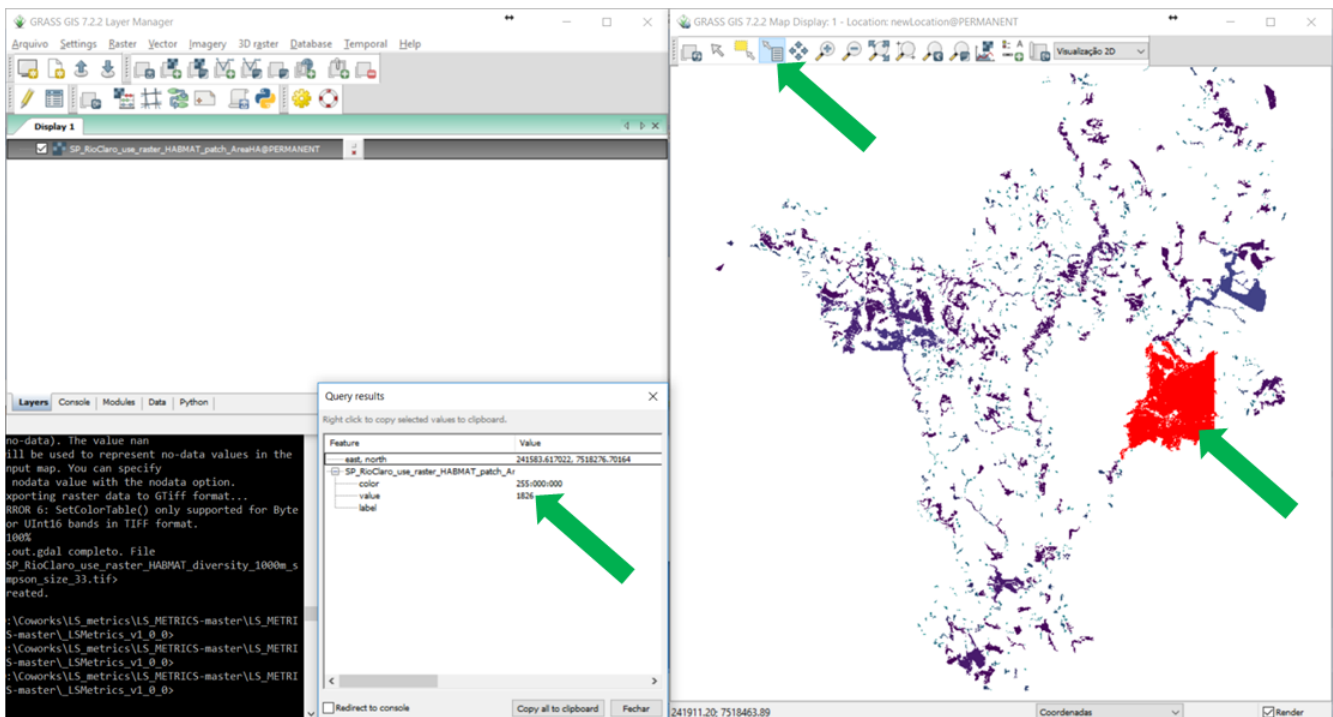 GRASS GIS 7.2.2 Layer Manager
Arquivo Settings Raster Vector Imagery 3D raster Database Temporal Help
Display 1
SP_RioClaro_use_raster_HABMAT_patch_AreaHA@PERMANENT
Layers Console Modules Data Python
no-data). The value nan
ill be used to represent no-data values in the
nput map. You can specify
nodata value with the nodata option.
xporting raster data to GTiff format...
RROR 6: SetColorTable() only supported for Byte
or UInt16 bands in TIFF format.
100%
.out.gdal completo. File
SP_RioClaro_use_raster_HABMAT_diversity_1000m_s
mpson_size_33.tif>
reated.
:\Coworks\LS_metrics\LS_METRICS-master\LS_METRI
S-master\_LSMetrics_v1_0_0>
:\Coworks\LS_metrics\LS_METRICS-master\LS_METRI
S-master\_LSMetrics_v1_0_0>
:\Coworks\LS_metrics\LS_METRICS-master\LS_METRI
S-master\_LSMetrics_v1_0_0>
Query results
Right click to copy selected values to clipboard.
Feature Value
east, north 241583.617022, 7518276.70164
SP_RioClaro_use_raster_HABMAT_patch_Ar
color 255:000:000
value 1826
label
Redirect to console Copy all to clipboard Fechar
GRASS GIS 7.2.2 Map Display: 1 - Location: newLocation@PERMANENT
Visualização 2D
241911.20; 7518463.89 Coordenadas Render